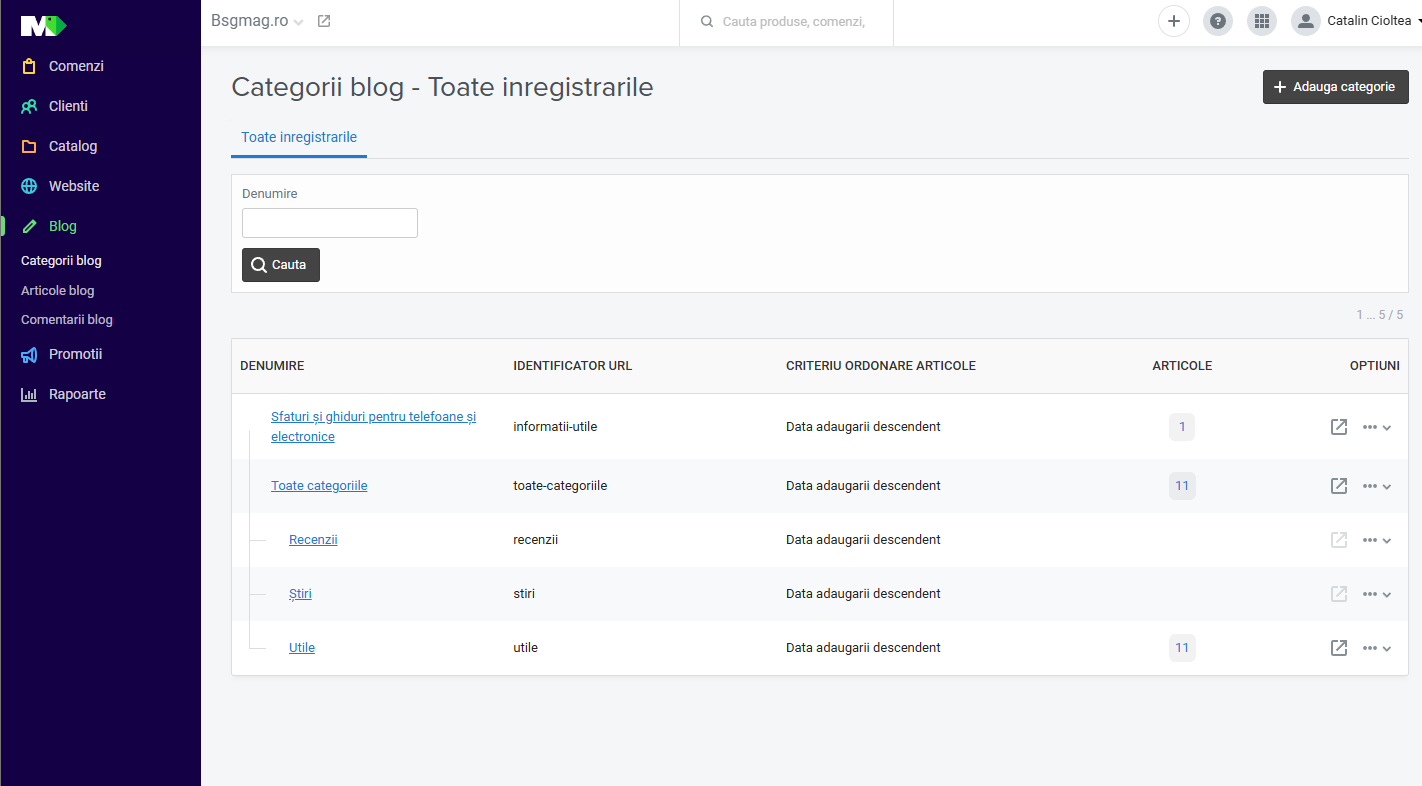 Bsgmag.ro
Cauta produse, comenzi,
Catalin Cioltea
Comenzi
Clienti
Catalog
Website
Blog
Categorii blog
Articole blog
Comentarii blog
Promotii
Rapoarte
Categorii blog - Toate inregistrarile
+ Adauga categorie
Toate inregistrarile
Denumire
Cauta
1 ... 5 / 5
DENUMIRE IDENTIFICATOR URL CRITERIU ORDONARE ARTICOLE ARTICOLE OPTIUNI
Sfaturi și ghiduri pentru telefoane și
electronice
informatii-utile Data adaugarii descendent 1
Toate categoriile toate-categoriile Data adaugarii descendent 11
Recenzii recenzii Data adaugarii descendent
Știri stiri Data adaugarii descendent
Utile utile Data adaugarii descendent 11